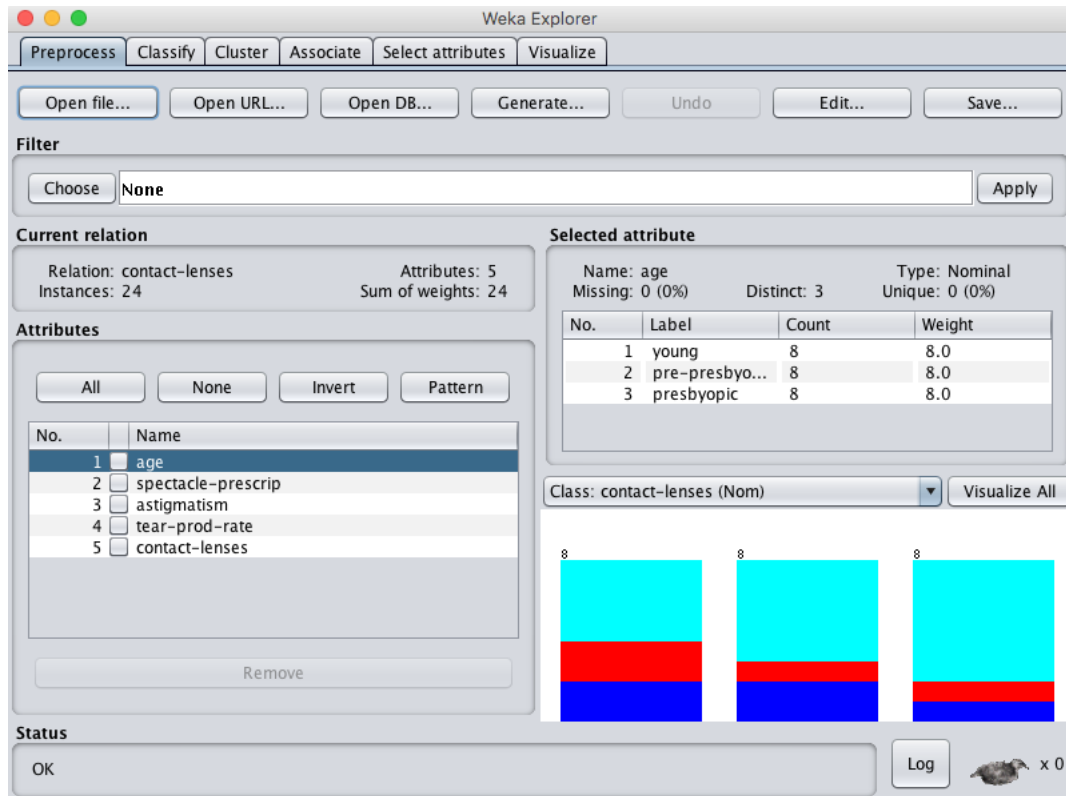 Weka Explorer
Preprocess Classify Cluster Associate Select attributes Visualize
Open file... Open URL... Open DB... Generate... Undo Edit... Save...
Filter
Choose None Apply
Current relation
Relation: contact-lenses Attributes: 5
Instances: 24 Sum of weights: 24
Attributes
All None Invert Pattern
No. Name
1 age
2 spectacle-prescrip
3 astigmatism
4 tear-prod-rate
5 contact-lenses
Remove
Selected attribute
Name: age Type: Nominal
Missing: 0 (0%) Distinct: 3 Unique: 0 (0%)
No. Label Count Weight
1 young 8 8.0
2 pre-presbyo... 8 8.0
3 presbyopic 8 8.0
Class: contact-lenses (Nom) Visualize All
8 8 8
Status
OK Log x 0